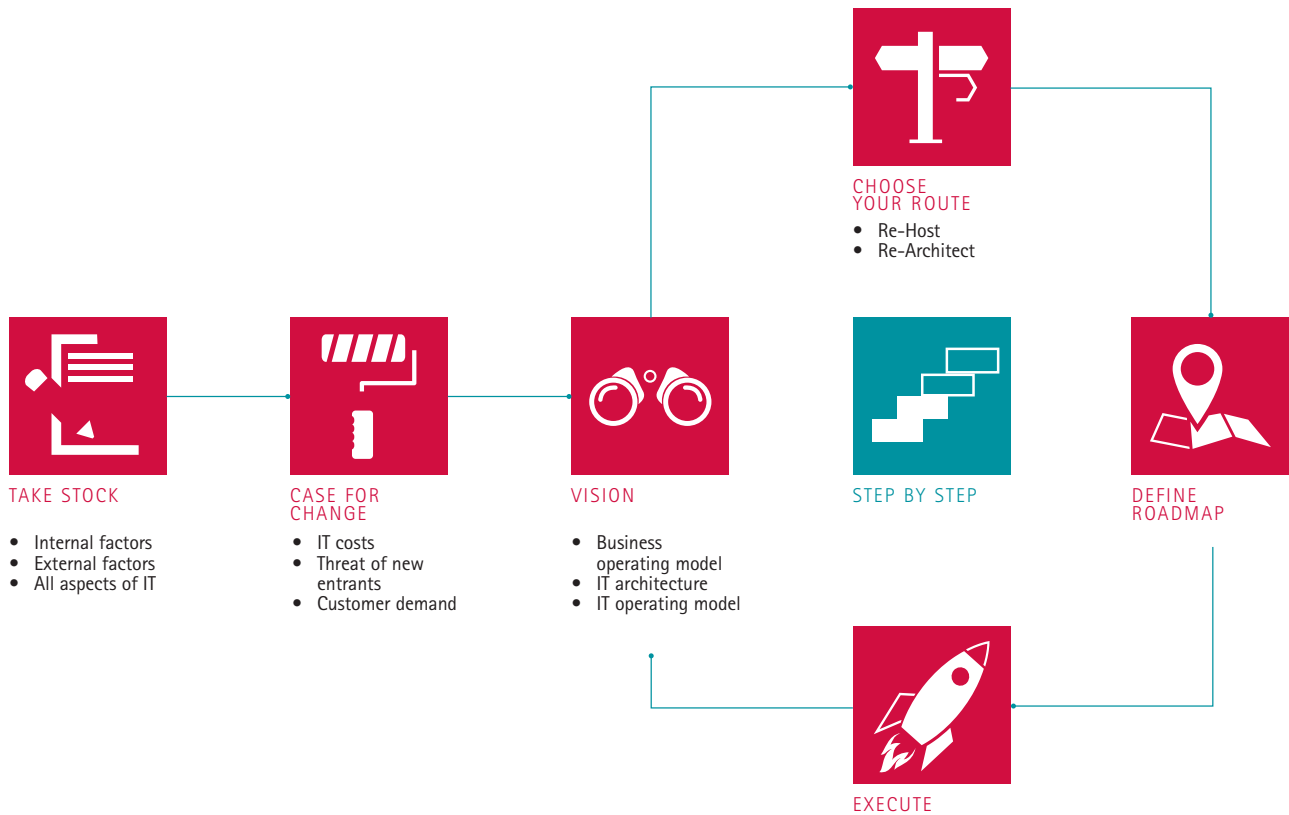 CHOOSE
YOUR ROUTE
• Re-Host
• Re-Architect
TAKE STOCK
• Internal factors
• External factors
• All aspects of IT
CASE FOR
CHANGE
• IT costs
• Threat of new
entrants
• Customer demand
VISION
• Business
operating model
• IT architecture
• IT operating model
STEP BY STEP
DEFINE
ROADMAP
EXECUTE